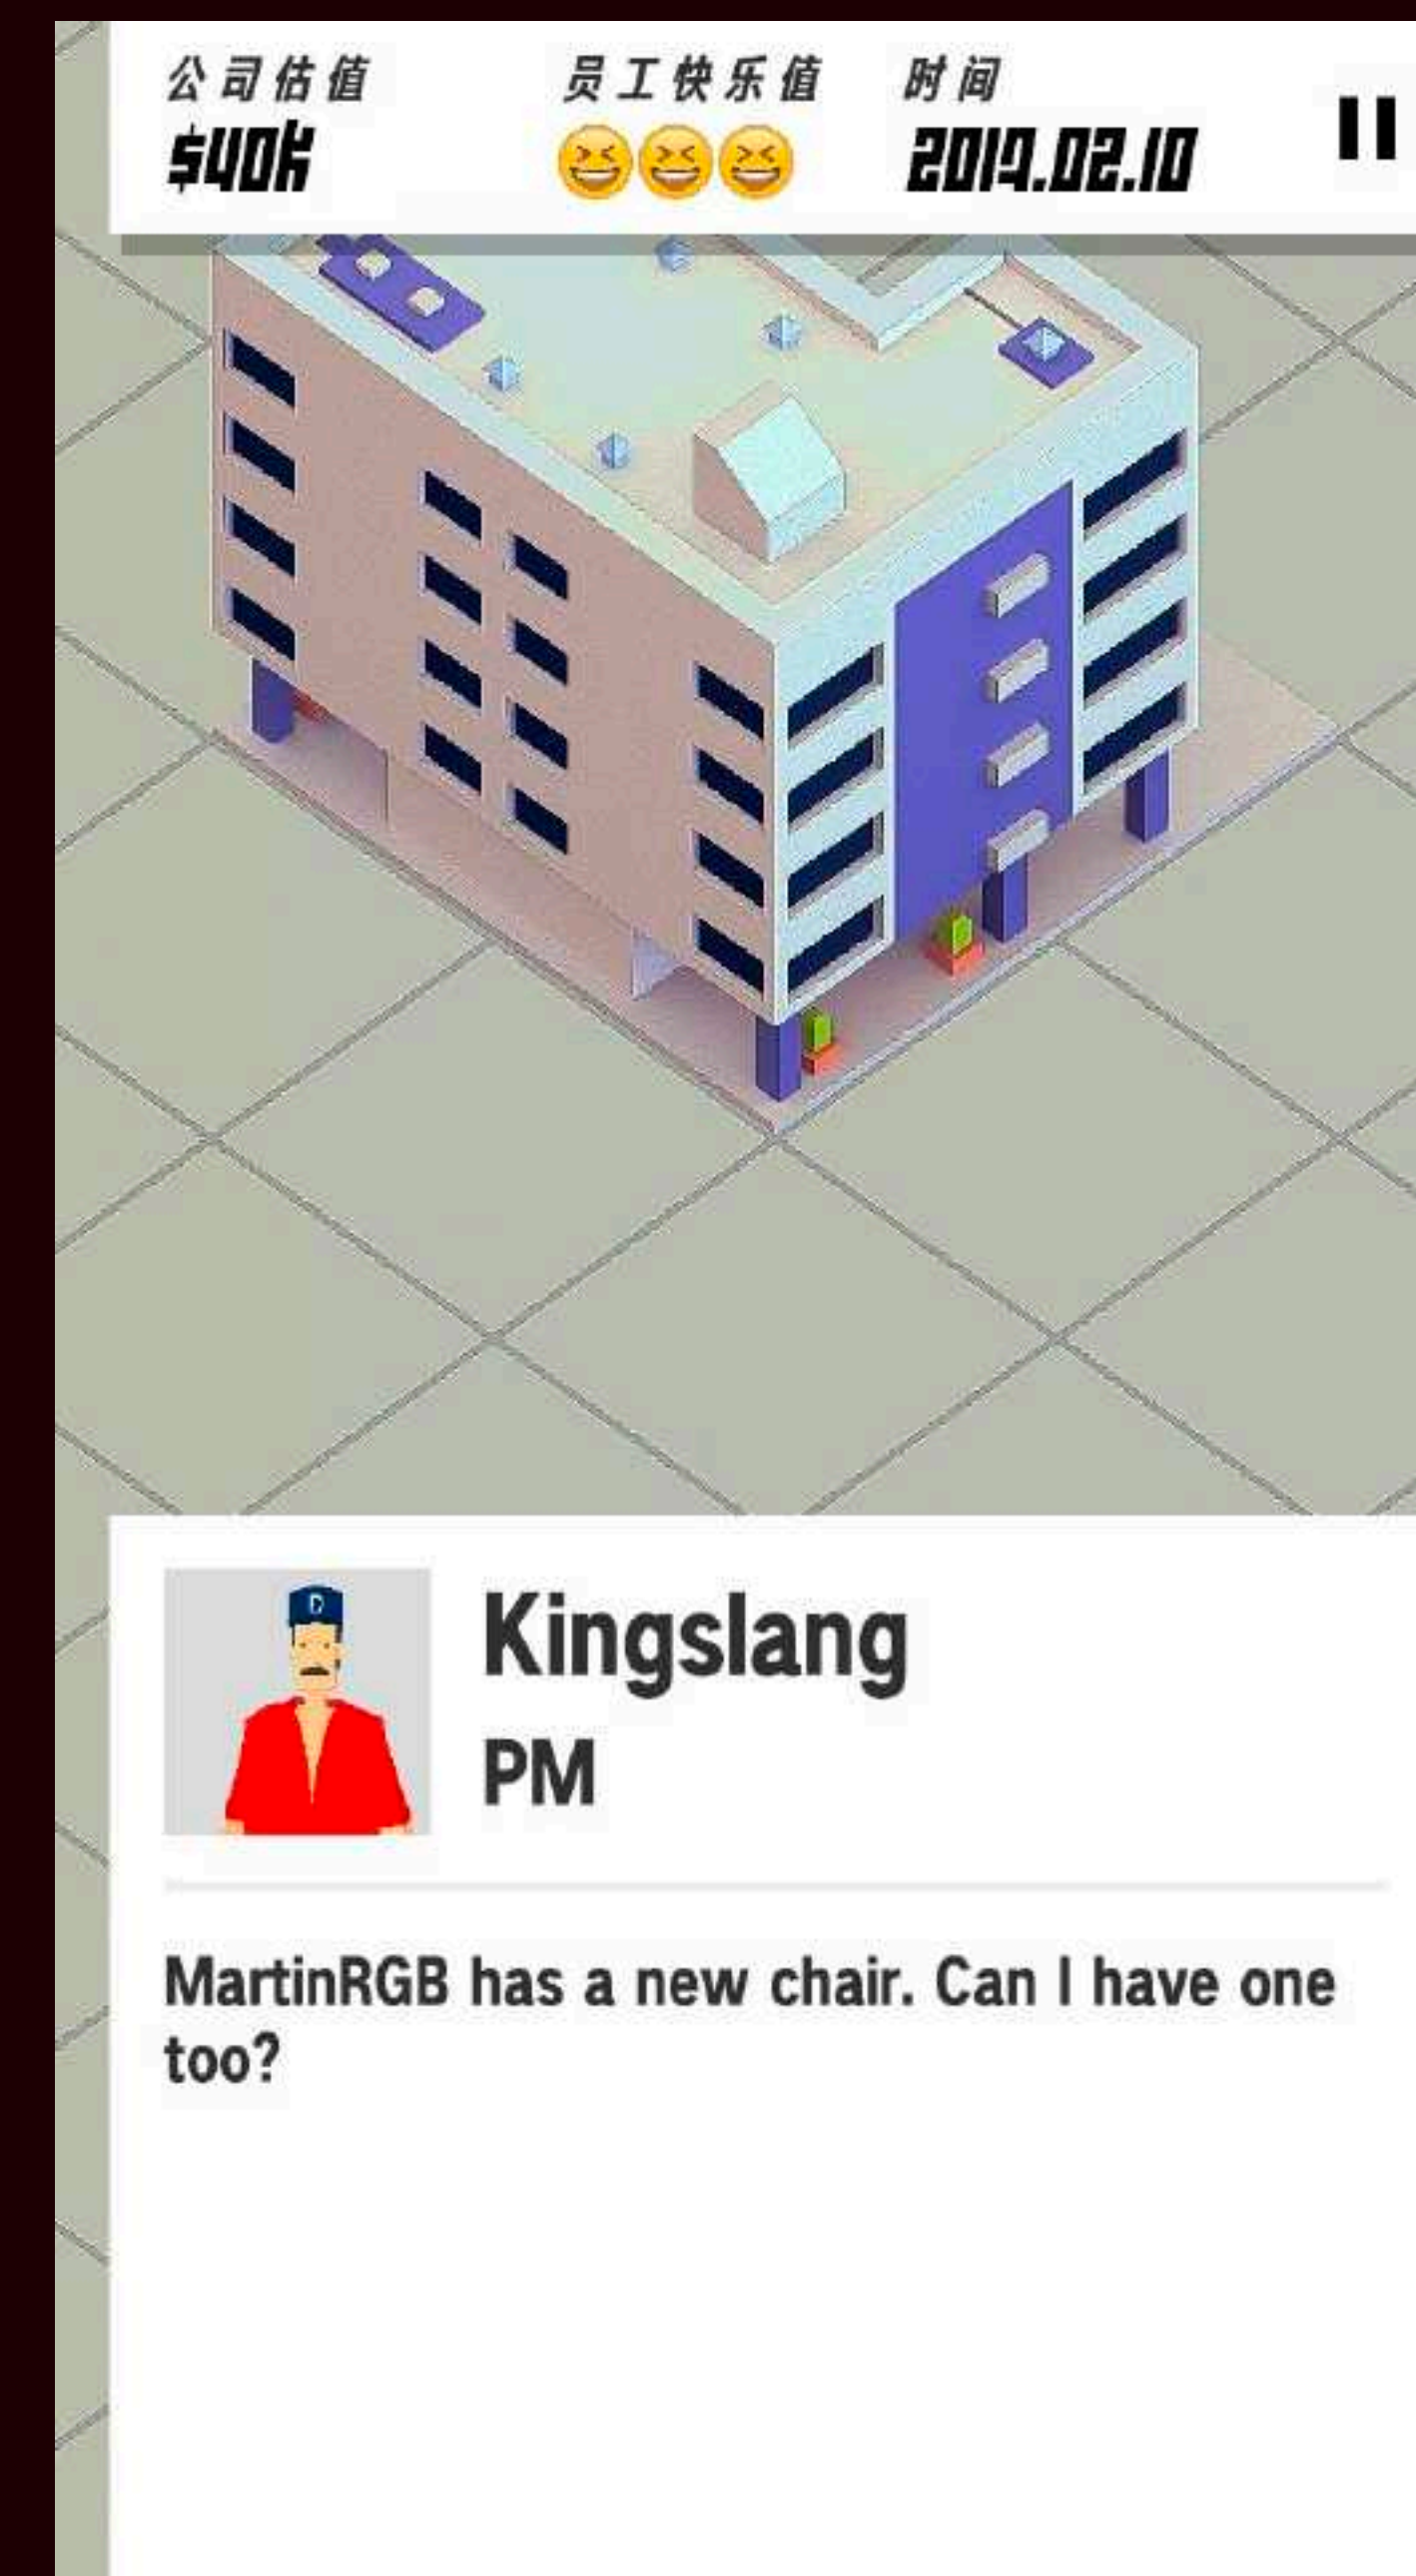 公司估值
员工快乐值
时间
$40K
2019.02.10
D
Kingslang
PM
MartinRGB has a new chair. Can I have one
too?